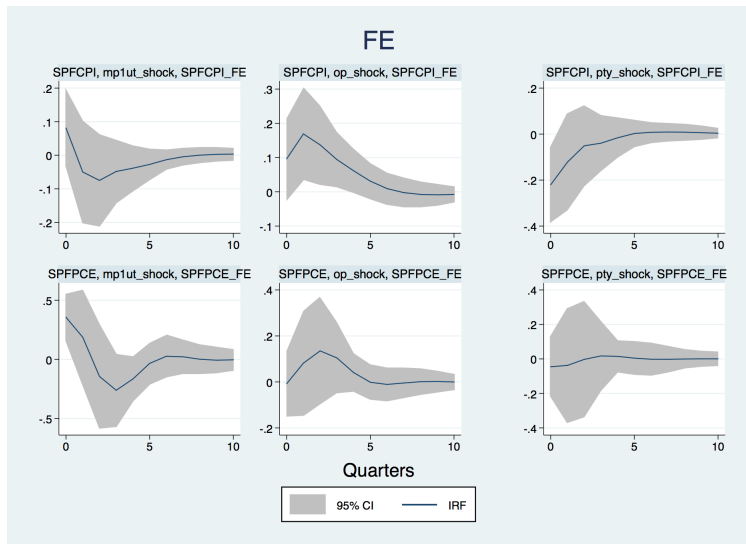 FE
SPFCPI, mp1ut_shock, SPFCPI_FE
SPFCPI, op_shock, SPFCPI_FE
SPFCPI, pty_shock, SPFCPI_FE
.2
.1
0
-.1
-.2
0 5 10
.3
.2
.1
0
-.1
0 5 10
.2
0
-.2
-.4
0 5 10
SPFPCE, mp1ut_shock, SPFPCE_FE
SPFPCE, op_shock, SPFPCE_FE
SPFPCE, pty_shock, SPFPCE_FE
.5
0
-.5
0 5 10
.4
.2
0
-.2
0 5 10
.4
.2
0
-.2
-.4
0 5 10
Quarters
95% CI IRF